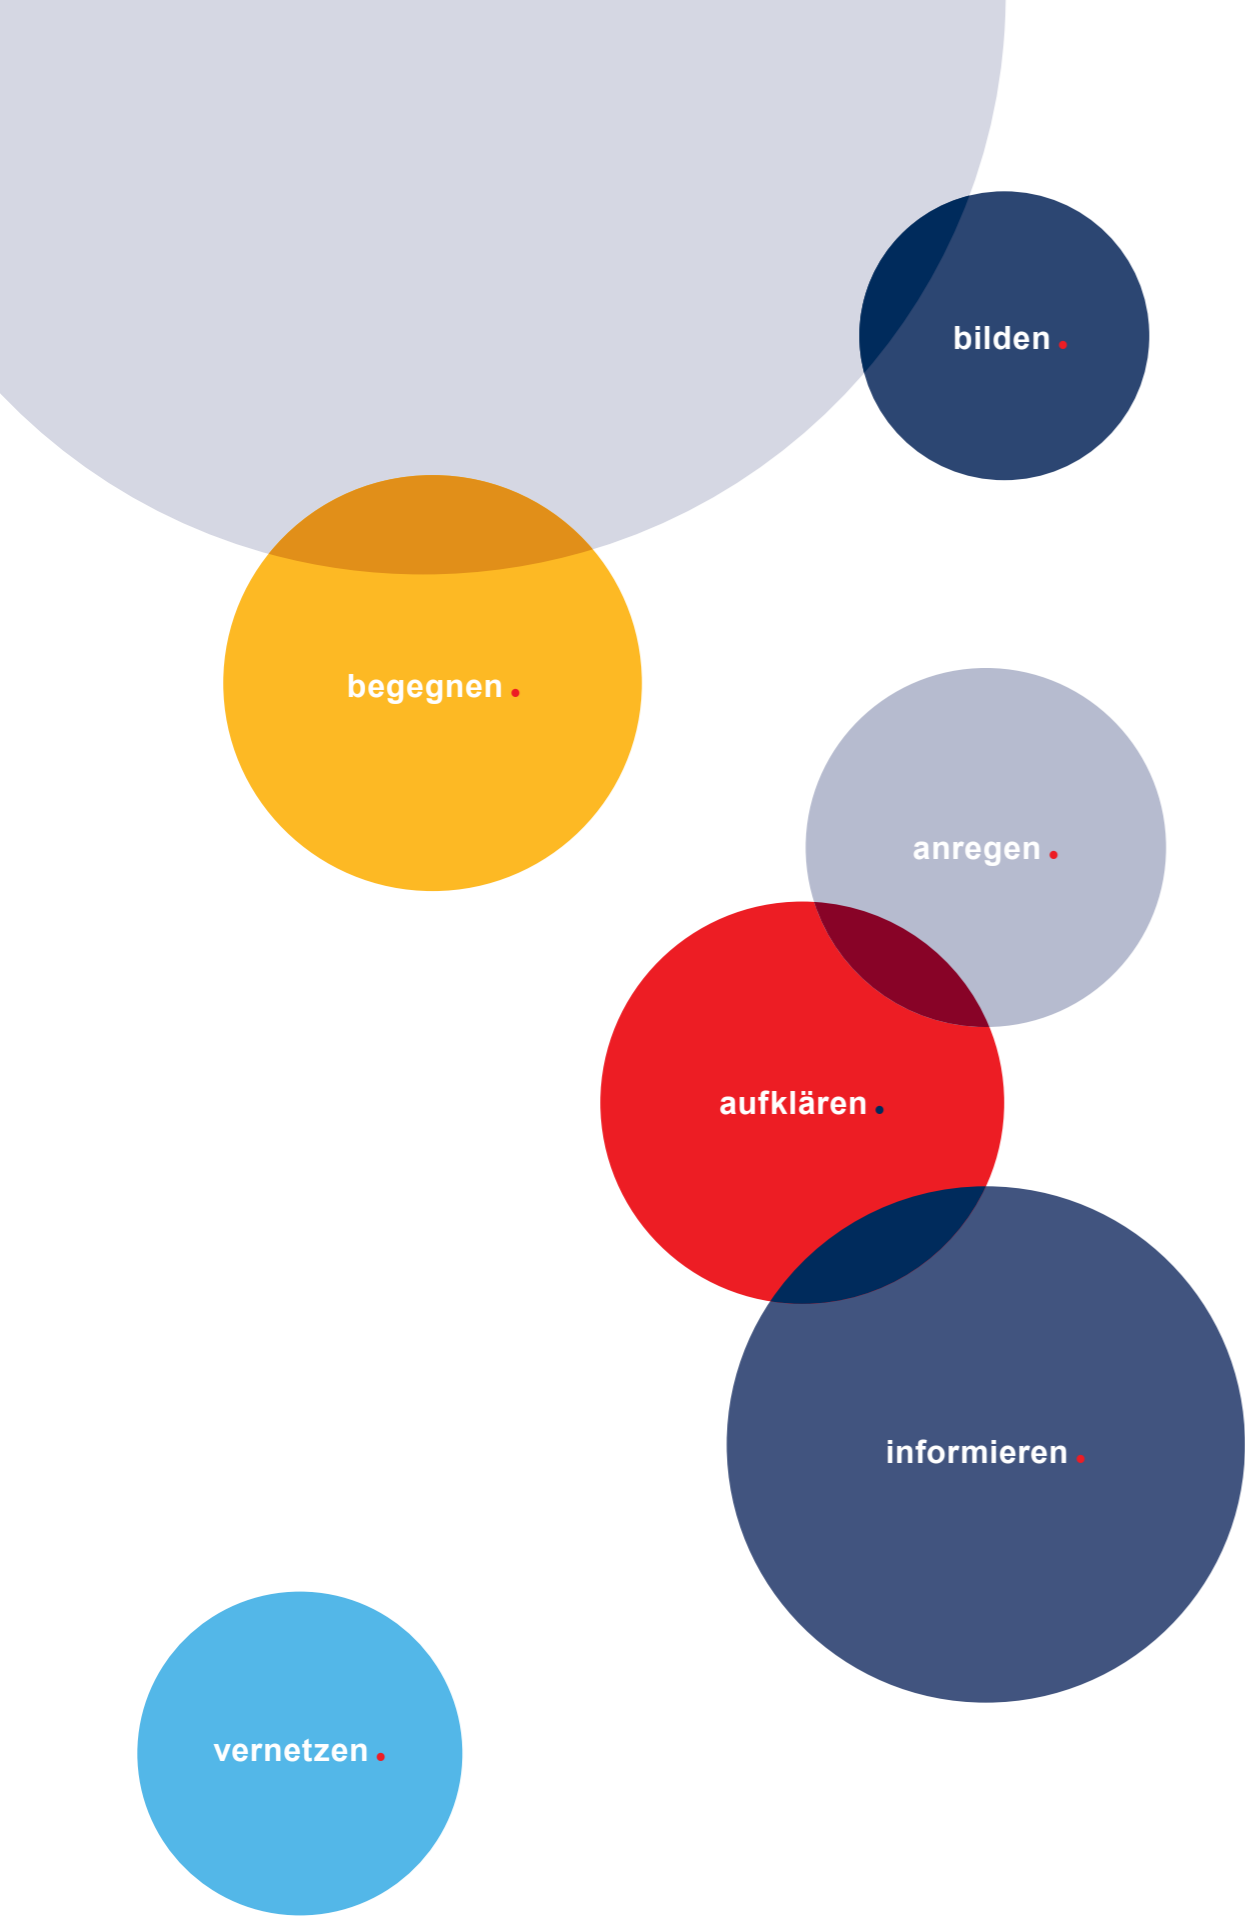 bilden.
begegnen.
anregen.
aufklären.
informieren.
vernetzen.